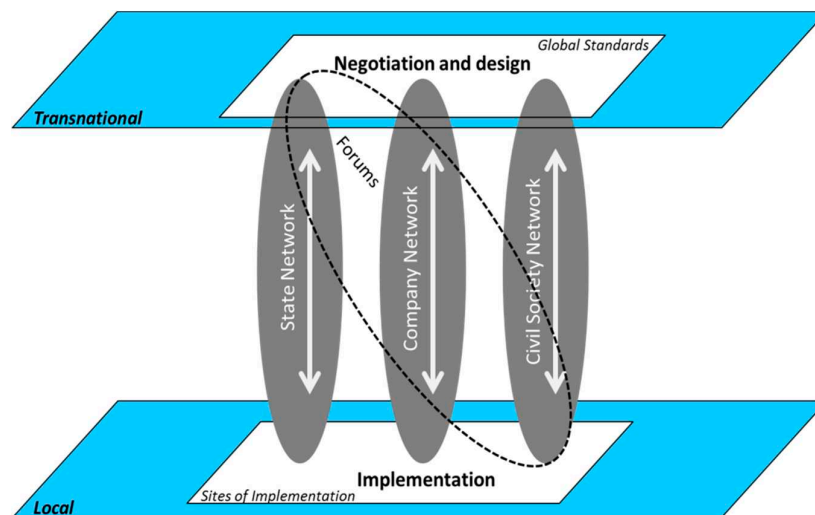 Global Standards
Negotiation and design
Transnational
Forums
State Network
Company Network
Civil Society Network
Implementation
Sites of Implementation
Local